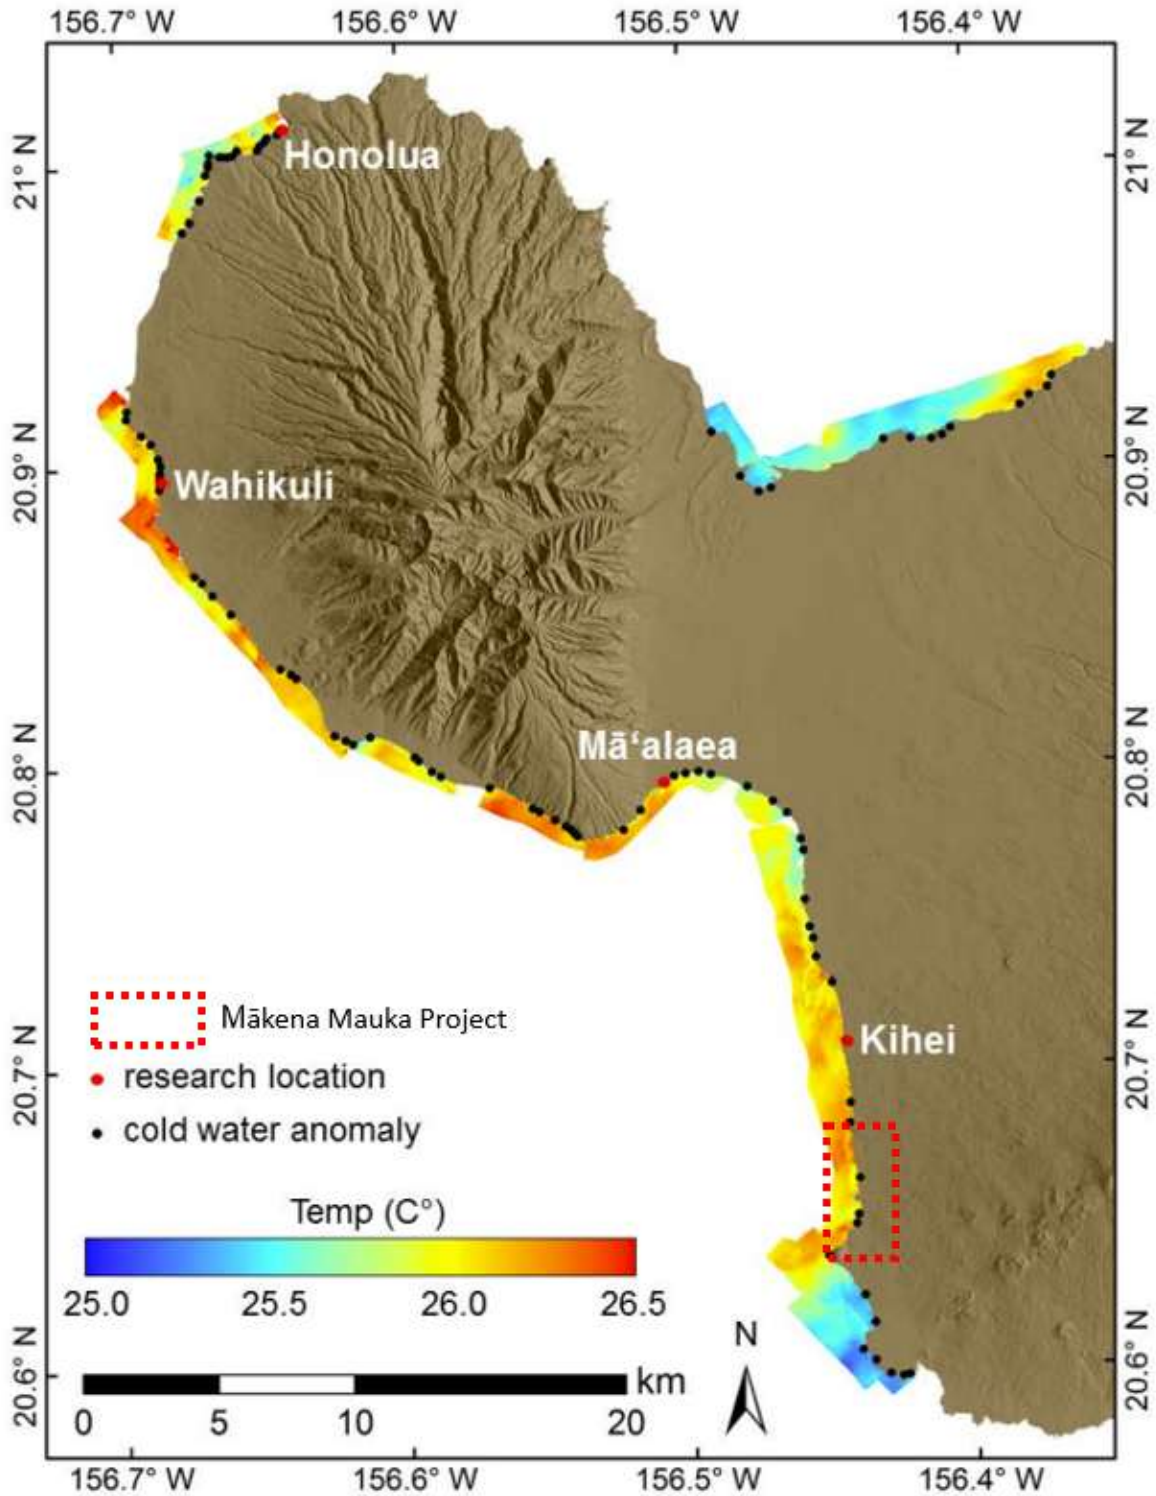 156.7° W 156.6° W 156.5° W 156.4° W
21° N
21° N
Honolua
20.9° N
20.9° N
Wahikuli
20.8° N
20.8° N
Mā‘alaea
Mākena Mauka Project
20.7° N
20.7° N
Kihei
research location
cold water anomaly
Temp (C°)
25.0 25.5 26.0 26.5
N
20.6° N
20.6° N
km
0 5 10 20
156.7° W 156.6° W 156.5° W 156.4° W